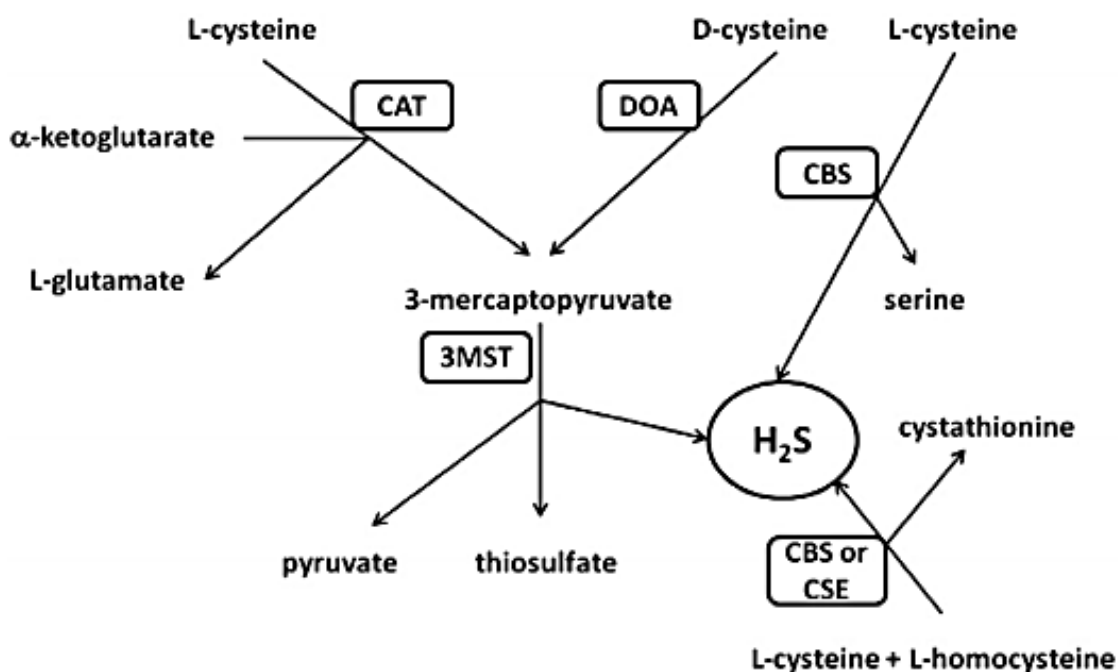 L-cysteine
D-cysteine
L-cysteine
CAT
DOA
α-ketoglutarate
CBS
L-glutamate
3-mercaptopyruvate
serine
3MST
H₂S
cystathionine
pyruvate
thiosulfate
CBS or
CSE
L-cysteine + L-homocysteine